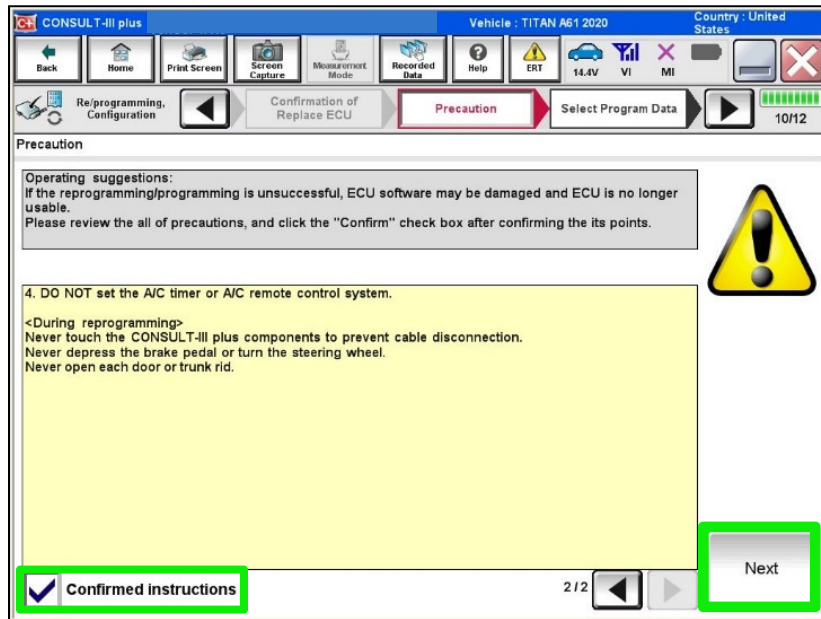 CONSULT-III plus
Vehicle : TITAN A61 2020
Country : United States
Back
Home
Print Screen
Screen Capture
Measurement Mode
Recorded Data
Help
ERT
14.4V
VI
MI
Re/programming, Configuration
Confirmation of Replace ECU
Precaution
Select Program Data
10/12
Precaution
Operating suggestions:
If the reprogramming/programming is unsuccessful, ECU software may be damaged and ECU is no longer
usable.
Please review the all of precautions, and click the "Confirm" check box after confirming the its points.
4. DO NOT set the A/C timer or A/C remote control system.
<During reprogramming>
Never touch the CONSULT-III plus components to prevent cable disconnection.
Never depress the brake pedal or turn the steering wheel.
Never open each door or trunk rid.
Confirmed instructions
2/2
Next